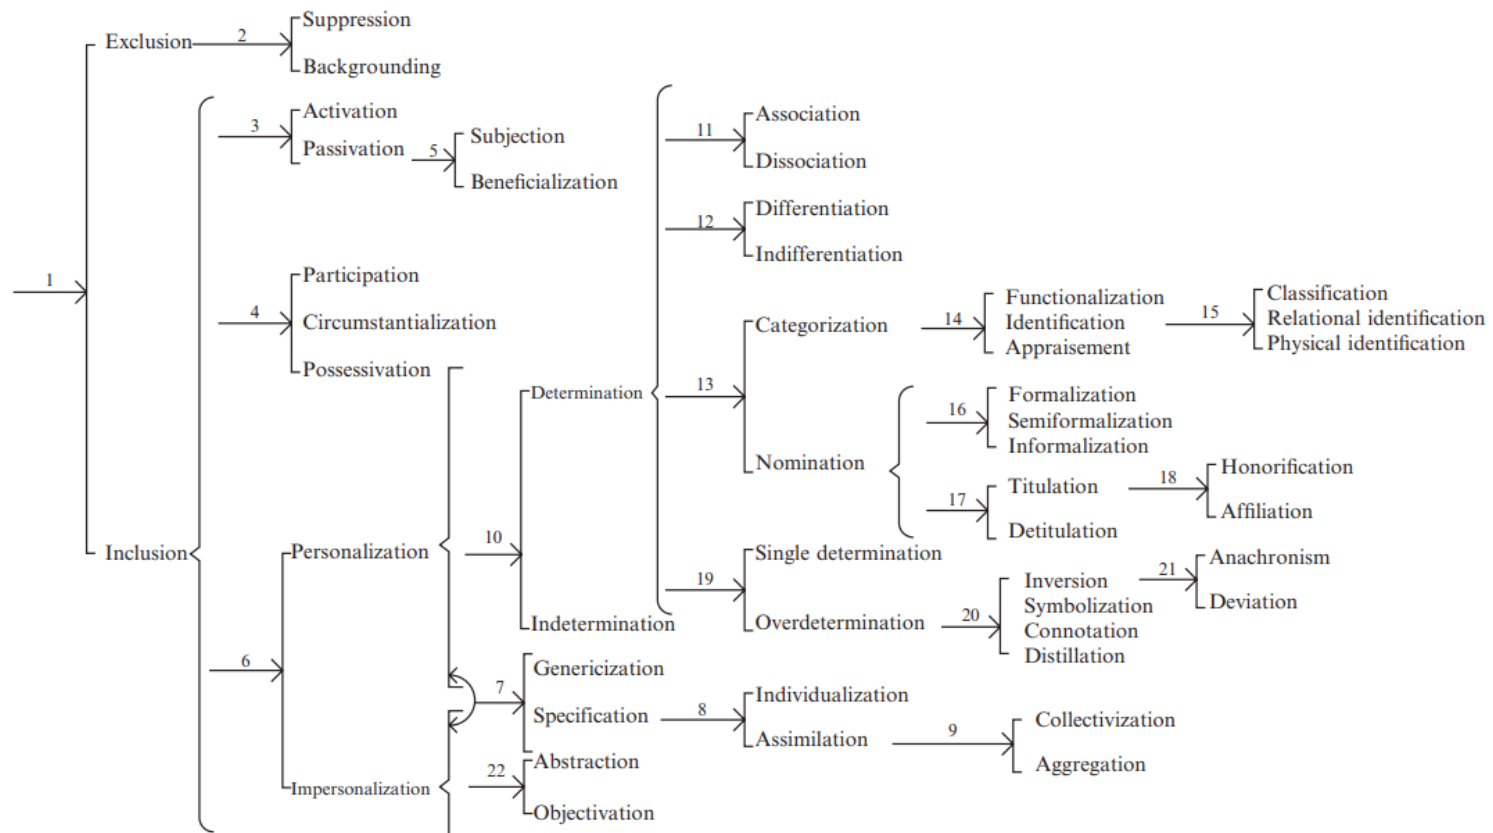 Suppression
Exclusion 2
Backgrounding
Activation
3
Passivation 5 Subjection
Beneficialization
11 Association
Dissociation
12 Differentiation
Indifferentiation
1
Participation
4 Circumstantialization
Possessivation
Categorization 14 Functionalization
Identification 15 Classification
Appraisement Relational identification
Physical identification
Determination 13
Nomination 16 Formalization
Semiformalization
Informalization
17 Titulation 18 Honorification
Detitulation Affiliation
Inclusion
Personalization 10
Indetermination
19 Single determination
Overdetermination 20 Inversion 21 Anachronism
Symbolization Deviation
Connotation
Distillation
6
7 Genericization
Specification 8 Individualization
Assimilation 9 Collectivization
Aggregation
Impersonalization 22 Abstraction
Objectivation